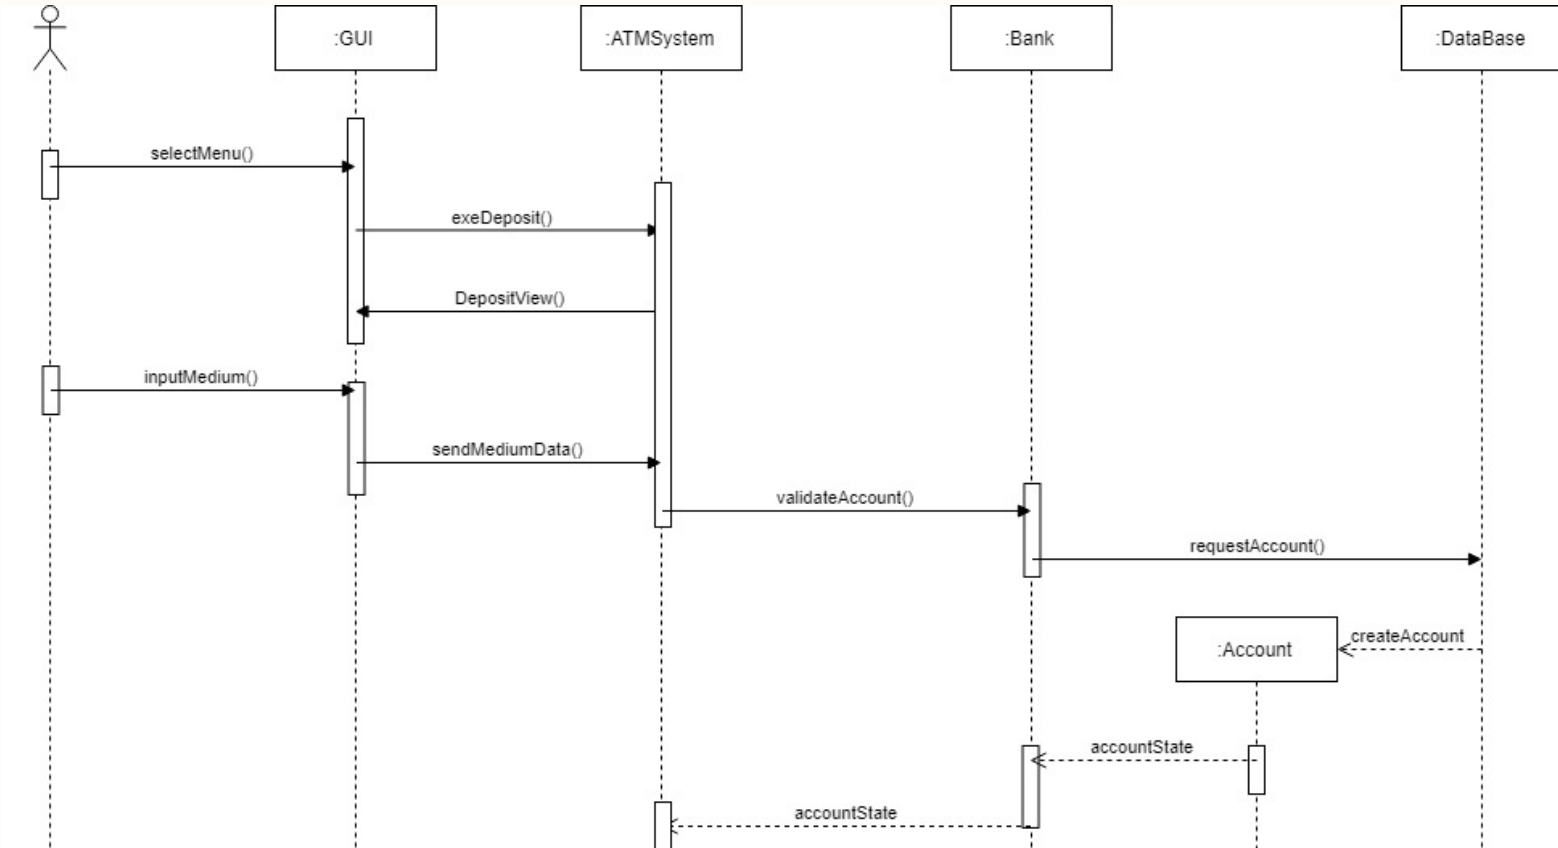 :GUI
:ATMSystem
:Bank
:DataBase
selectMenu()
exeDeposit()
DepositView()
inputMedium()
sendMediumData()
validateAccount()
requestAccount()
createAccount
:Account
accountState
accountState